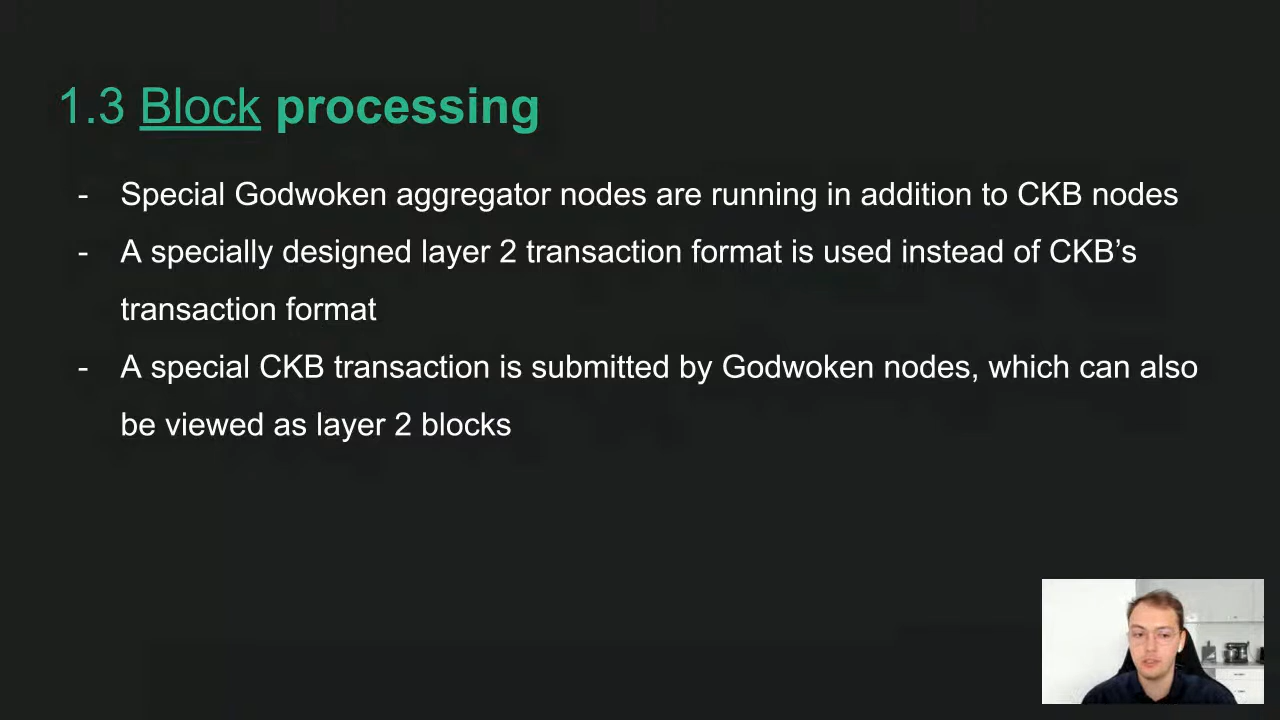 1.3 Block processing
- Special Godwoken aggregator nodes are running in addition to CKB nodes
- A specially designed layer 2 transaction format is used instead of CKB’s
transaction format
- A special CKB transaction is submitted by Godwoken nodes, which can also
be viewed as layer 2 blocks